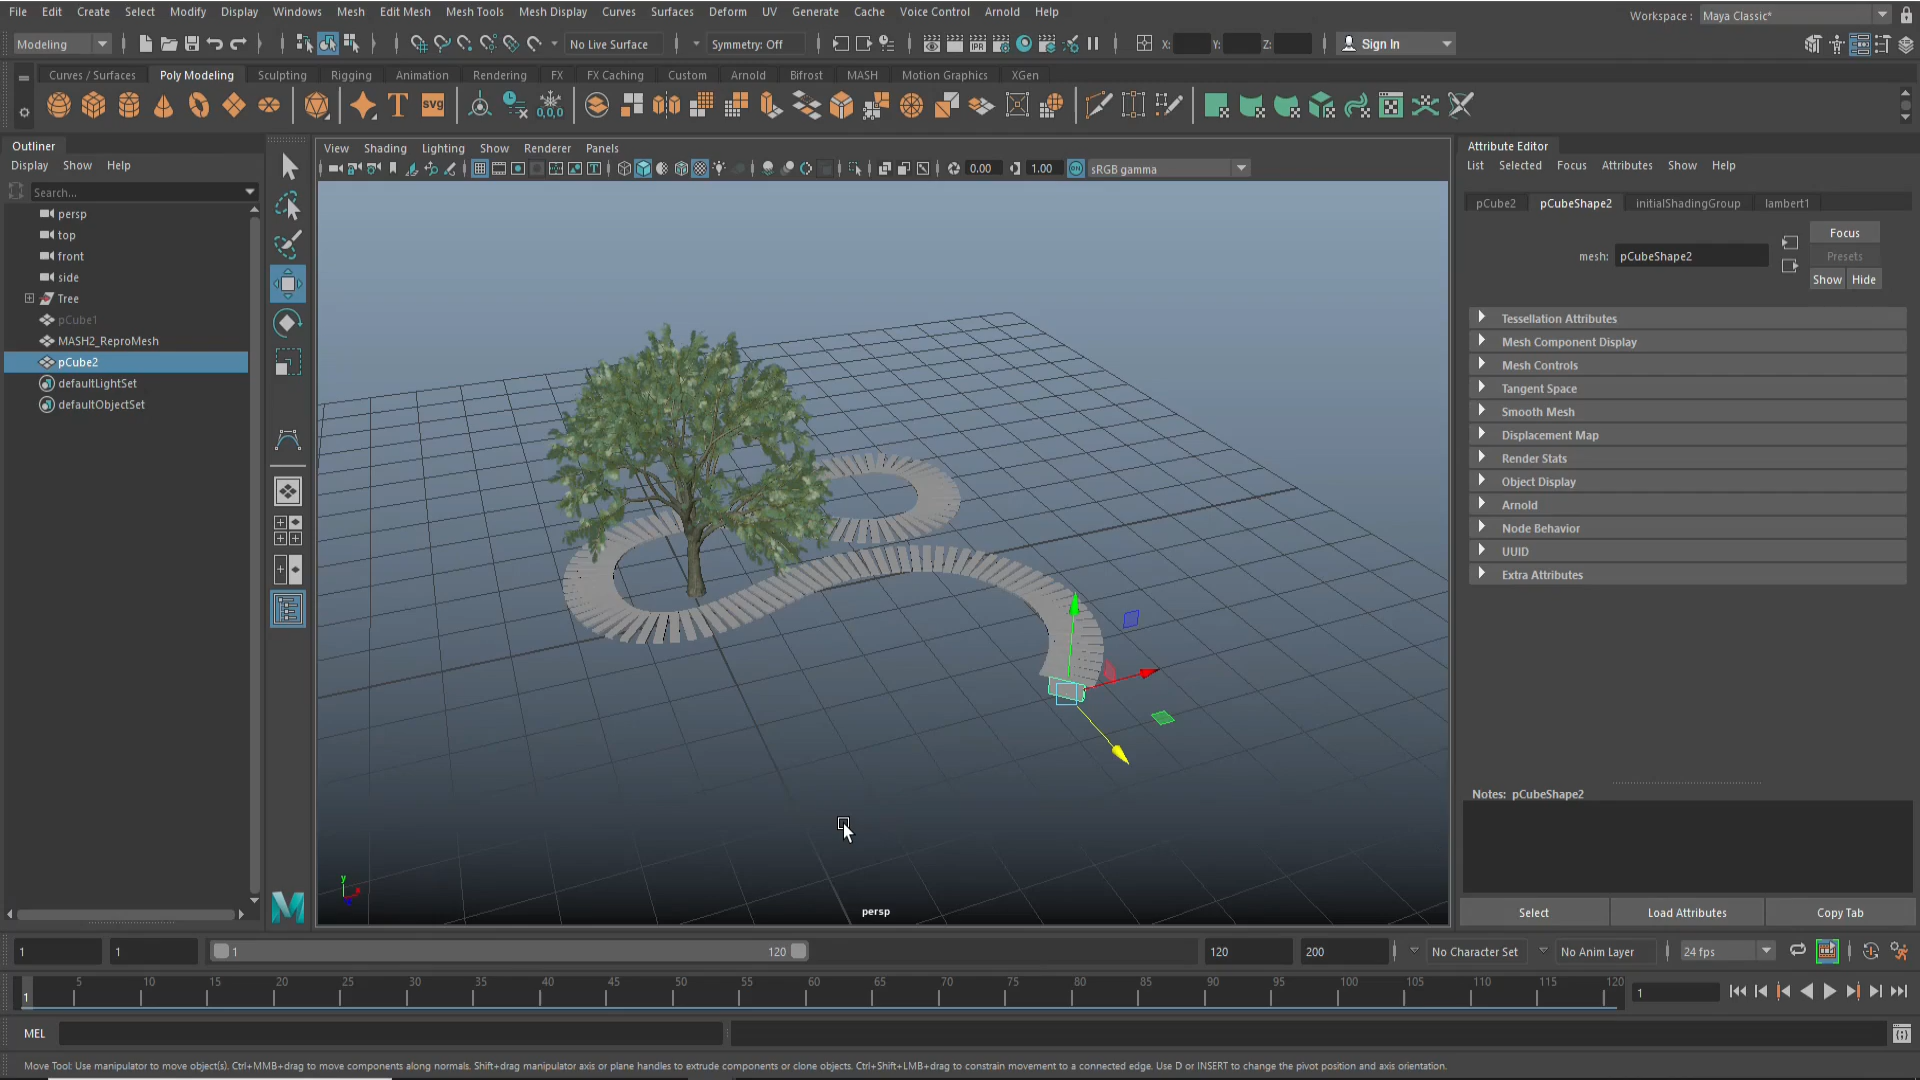 File Edit Create Select Modify Display Windows Mesh Edit Mesh Mesh Tools Mesh Display Curves Surfaces Deform UV Generate Cache Voice Control Arnold Help
Workspace : Maya Classic*
Modeling No Live Surface Symmetry: Off X: Y: Z: Sign In
Curves / Surfaces Poly Modeling Sculpting Rigging Animation Rendering FX FX Caching Custom Arnold Bifrost MASH Motion Graphics XGen
T svg 0,0,0
Outliner
Display Show Help
Search...
persp
top
front
side
Tree
pCube1
MASH2_ReproMesh
pCube2
defaultLightSet
defaultObjectSet
View Shading Lighting Show Renderer Panels
0.00 1.00 sRGB gamma
y
persp
Attribute Editor
List Selected Focus Attributes Show Help
pCube2 pCubeShape2 initialShadingGroup lambert1
mesh: pCubeShape2
Focus
Presets
Show Hide
Tessellation Attributes
Mesh Component Display
Mesh Controls
Tangent Space
Smooth Mesh
Displacement Map
Render Stats
Object Display
Arnold
Node Behavior
UUID
Extra Attributes
Notes: pCubeShape2
Select Load Attributes Copy Tab
1 1 1 120 120 200 No Character Set No Anim Layer 24 fps
5 10 15 20 25 30 35 40 45 50 55 60 65 70 75 80 85 90 95 100 105 110 115 120
1 1
MEL
Move Tool: Use manipulator to move object(s). Ctrl+MMB+drag to move components along normals. Shift+drag manipulator axis or plane handles to extrude components or clone objects. Ctrl+Shift+LMB+drag to constrain movement to a connected edge. Use D or INSERT to change the pivot position and axis orientation.